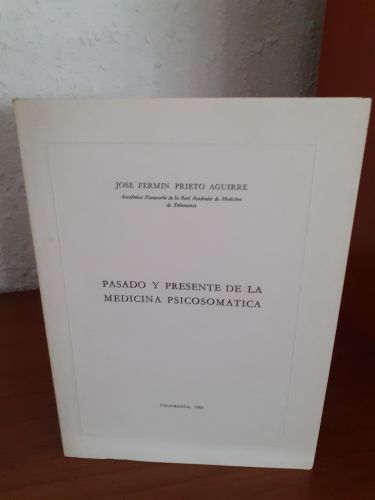 JOSE FERMIN PRIETO AGUIRRE
Académico Numerario de la Real Academia de Medicina
de Salamanca
PASADO Y PRESENTE DE LA
MEDICINA PSICOSOMATICA
SALAMANCA,